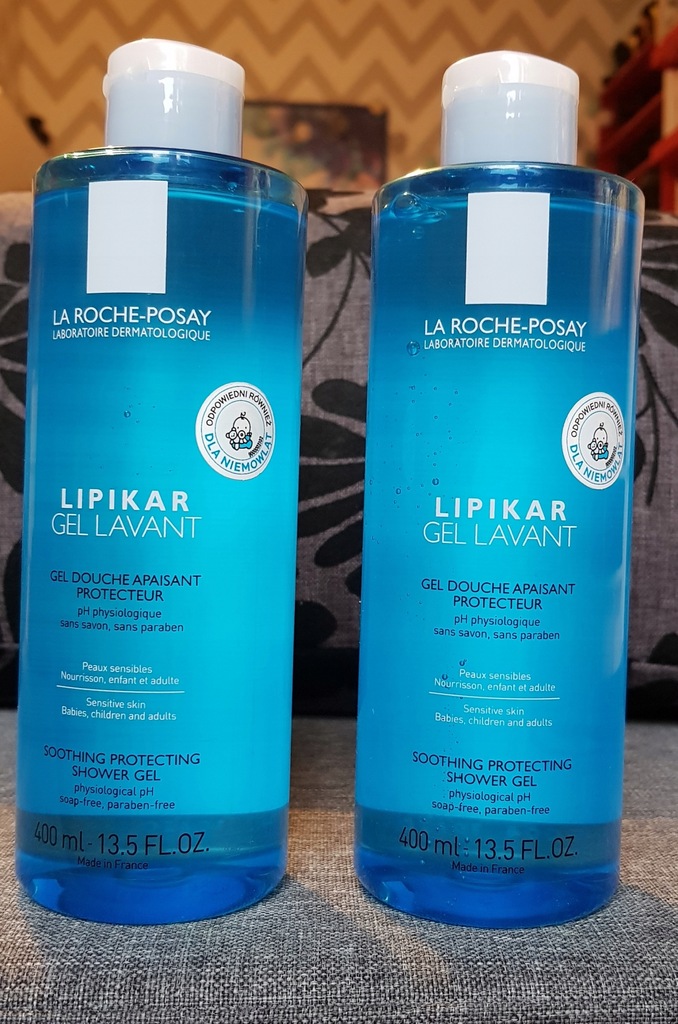 LA ROCHE-POSAY
LABORATOIRE DERMATOLOGIQUE
ODPOWIEDNI RÓWNIEŻ
DLA NIEMOWLĄT
LIPIKAR
GEL LAVANT
GEL DOUCHE APAISANT
PROTECTEUR
pH physiologique
sans savon, sans paraben
Peaux sensibles
Nourrisson, enfant et adulte
Sensitive skin
Babies, children and adults
SOOTHING PROTECTING
SHOWER GEL
physiological pH
soap-free, paraben-free
400 ml - 13.5 FL.OZ.
Made in France
LA ROCHE-POSAY
LABORATOIRE DERMATOLOGIQUE
ODPOWIEDNI RÓWNIEŻ
DLA NIEMOWLĄT
LIPIKAR
GEL LAVANT
GEL DOUCHE APAISANT
PROTECTEUR
pH physiologique
sans savon, sans paraben
Peaux sensibles
Nourrisson, enfant et adulte
Sensitive skin
Babies, children and adults
SOOTHING PROTECTING
SHOWER GEL
physiological pH
soap-free, paraben-free
400 ml - 13.5 FL.OZ.
Made in France